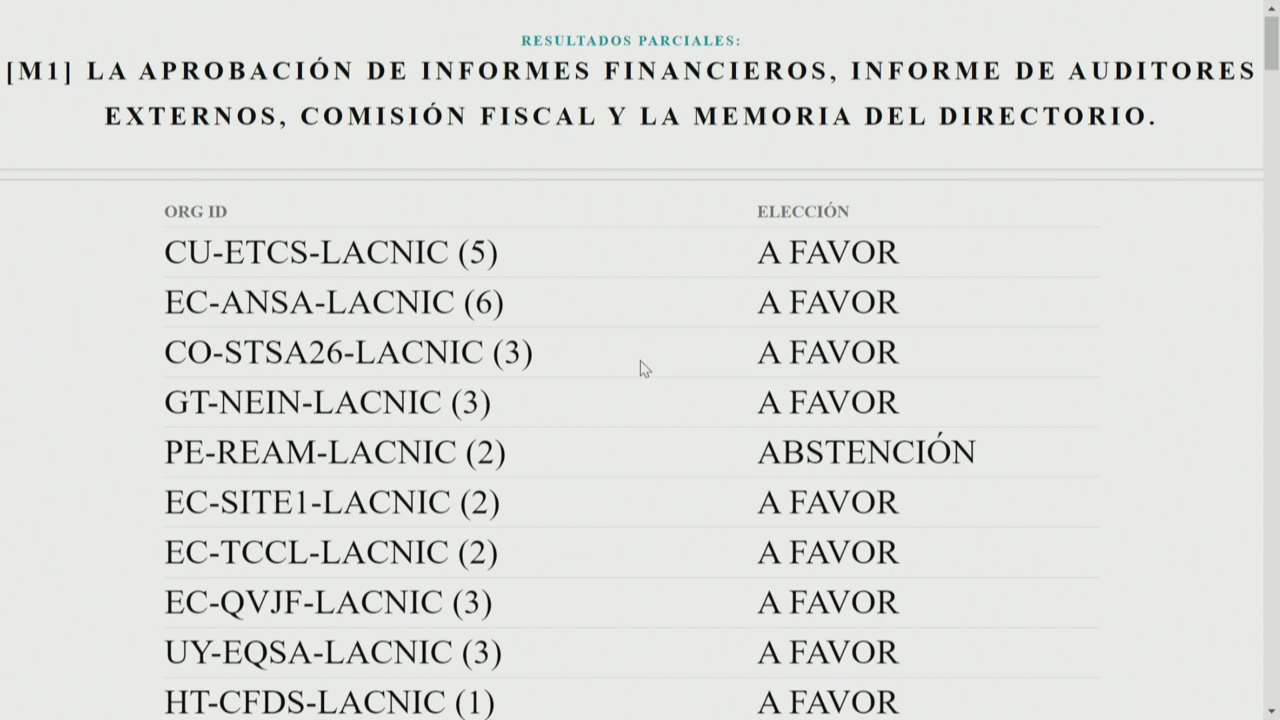 RESULTADOS PARCIALES:
[M1] LA APROBACIÓN DE INFORMES FINANCIEROS, INFORME DE AUDITORES
EXTERNOS, COMISIÓN FISCAL Y LA MEMORIA DEL DIRECTORIO.
ORG ID ELECCIÓN
CU-ETCS-LACNIC (5) A FAVOR
EC-ANSA-LACNIC (6) A FAVOR
CO-STSA26-LACNIC (3) A FAVOR
GT-NEIN-LACNIC (3) A FAVOR
PE-REAM-LACNIC (2) ABSTENCIÓN
EC-SITE1-LACNIC (2) A FAVOR
EC-TCCL-LACNIC (2) A FAVOR
EC-QVJF-LACNIC (3) A FAVOR
UY-EQSA-LACNIC (3) A FAVOR
HT-CFDS-LACNIC (1) A FAVOR